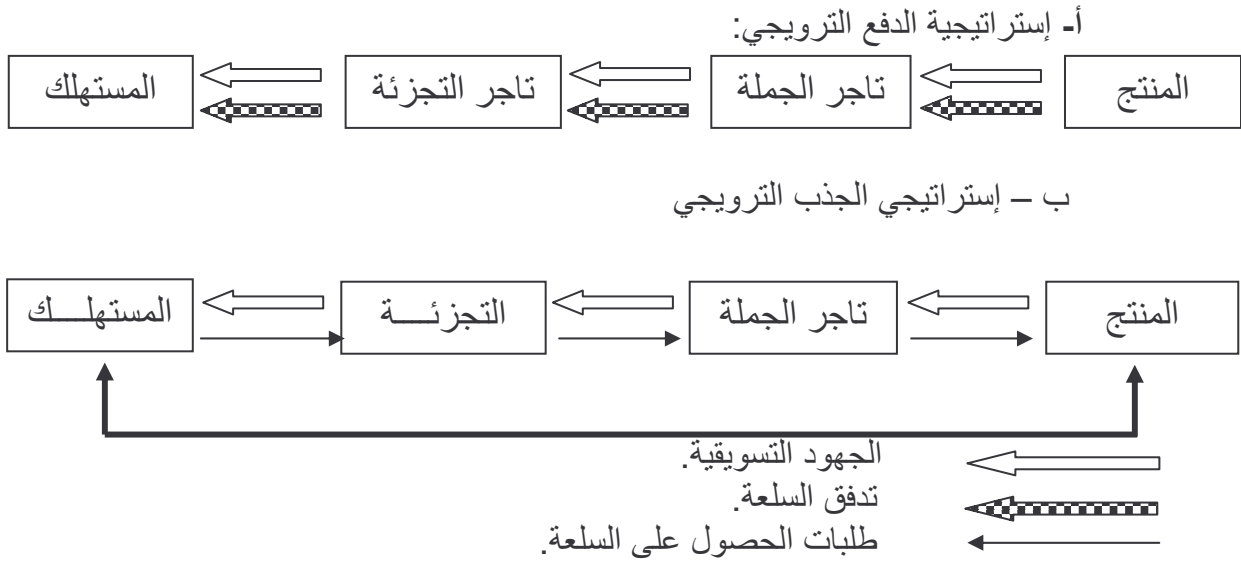 أ- إستراتيجية الدفع الترويجي:
المنتج تاجر الجملة تاجر التجزئة المستهلك
ب – إستراتيجي الجذب الترويجي
المنتج تاجر الجملة التجزئـــة المستهلـــك
الجهود التسويقية.
تدفق السلعة.
طلبات الحصول على السلعة.